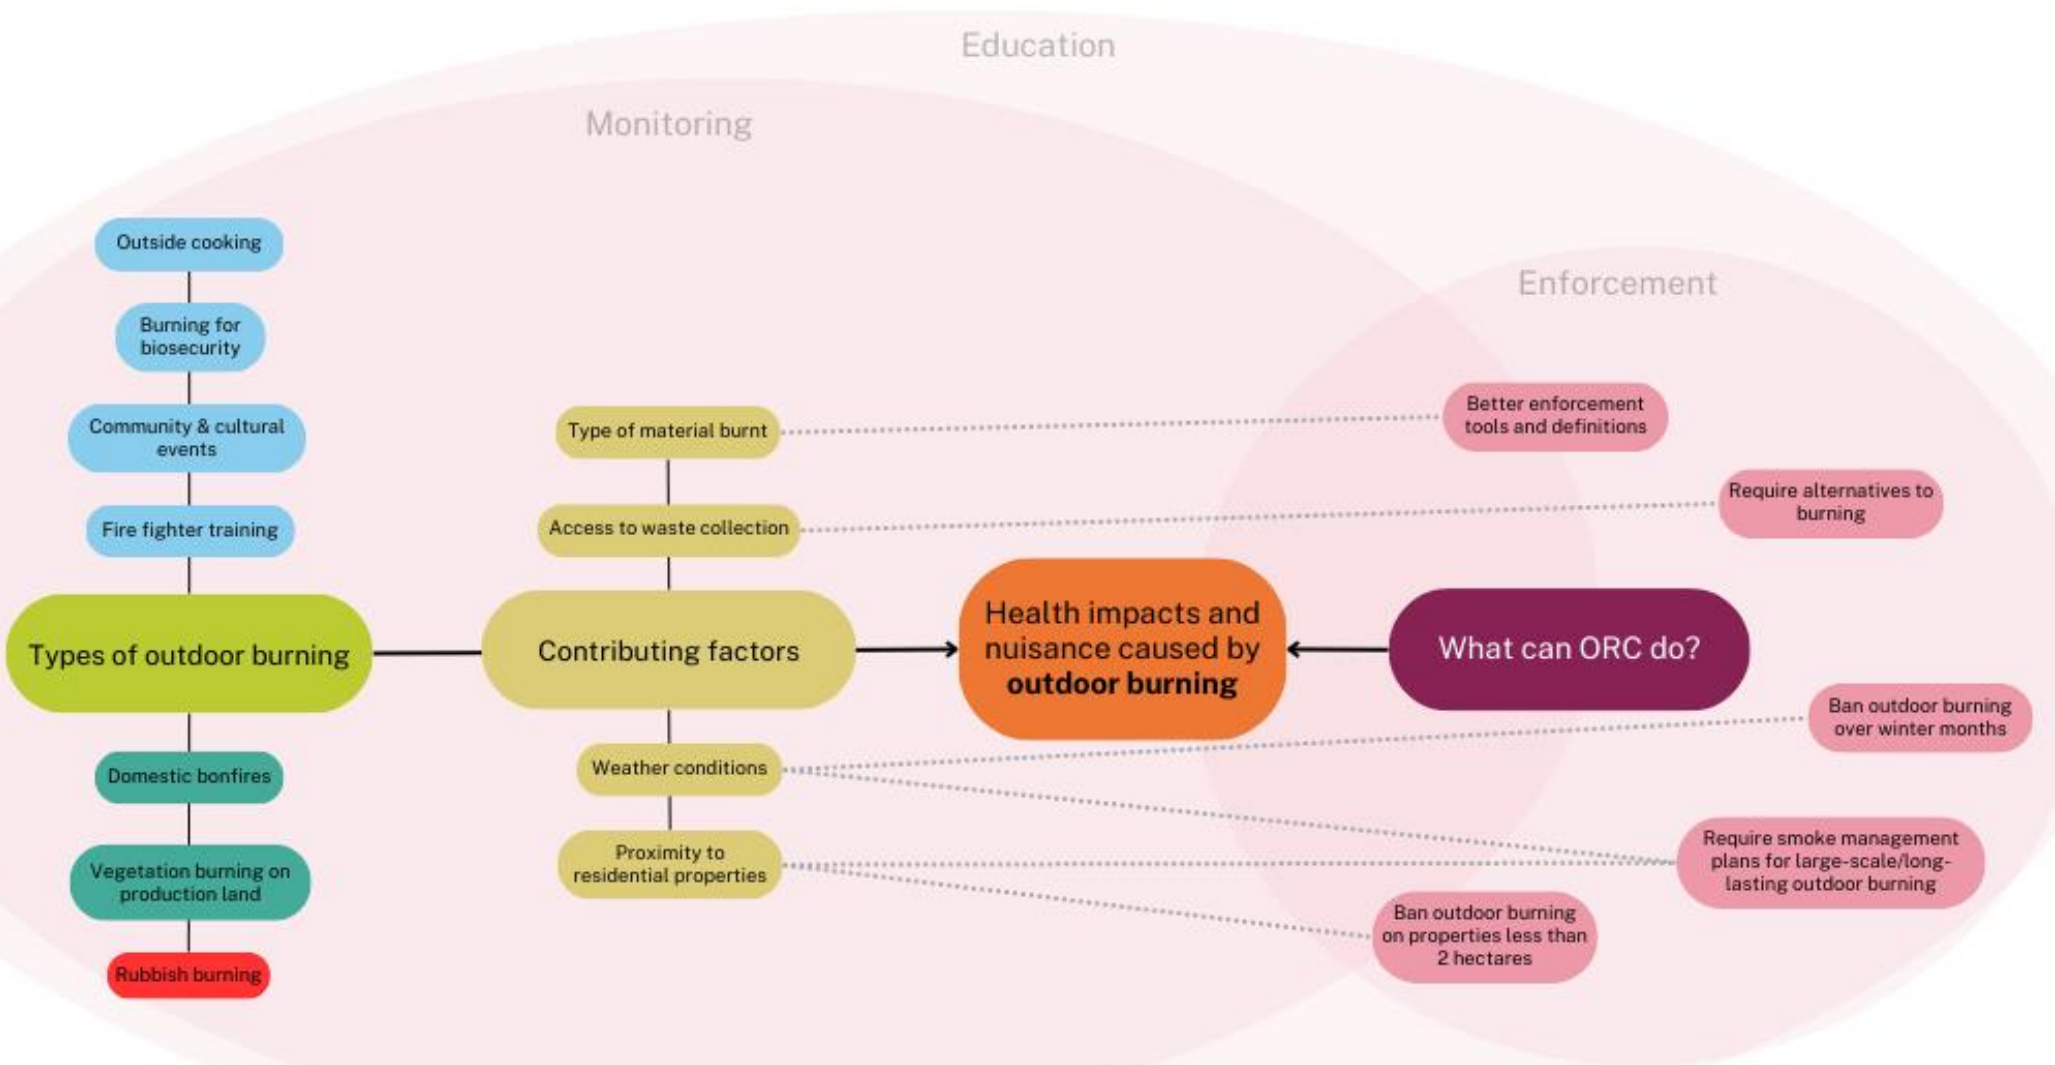 Education
Monitoring
Enforcement
Outside cooking
Burning for
biosecurity
Community & cultural
events
Fire fighter training
Types of outdoor burning
Domestic bonfires
Vegetation burning on
production land
Rubbish burning
Type of material burnt
Access to waste collection
Contributing factors
Weather conditions
Proximity to
residential properties
Health impacts and
nuisance caused by
outdoor burning
What can ORC do?
Better enforcement
tools and definitions
Require alternatives to
burning
Ban outdoor burning
over winter months
Require smoke management
plans for large-scale/long-
lasting outdoor burning
Ban outdoor burning
on properties less than
2 hectares